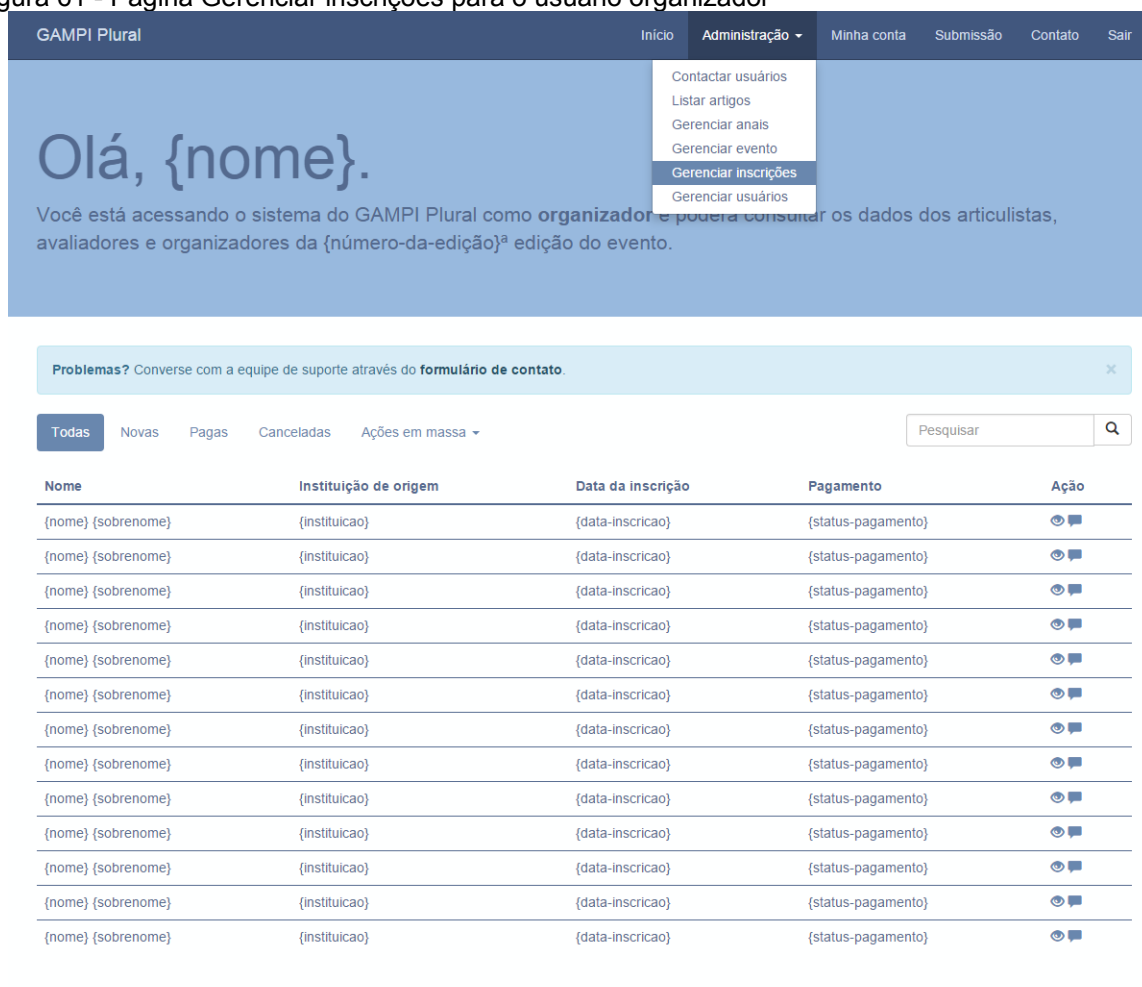 gura 01 - Página Gerenciar inscrições para o usuário organizador
GAMPI Plural Início Administração Minha conta Submissão Contato Sair
Contactar usuários
Listar artigos
Gerenciar anais
Gerenciar evento
Gerenciar inscrições
Gerenciar usuários
Olá, {nome}.
Você está acessando o sistema do GAMPI Plural como organizador e poderá consultar os dados dos articulistas,
avaliadores e organizadores da {número-da-edição}ª edição do evento.
Problemas? Converse com a equipe de suporte através do formulário de contato. ×
Todas Novas Pagas Canceladas Ações em massa Pesquisar
Nome Instituição de origem Data da inscrição Pagamento Ação
{nome} {sobrenome} {instituicao} {data-inscricao} {status-pagamento}
{nome} {sobrenome} {instituicao} {data-inscricao} {status-pagamento}
{nome} {sobrenome} {instituicao} {data-inscricao} {status-pagamento}
{nome} {sobrenome} {instituicao} {data-inscricao} {status-pagamento}
{nome} {sobrenome} {instituicao} {data-inscricao} {status-pagamento}
{nome} {sobrenome} {instituicao} {data-inscricao} {status-pagamento}
{nome} {sobrenome} {instituicao} {data-inscricao} {status-pagamento}
{nome} {sobrenome} {instituicao} {data-inscricao} {status-pagamento}
{nome} {sobrenome} {instituicao} {data-inscricao} {status-pagamento}
{nome} {sobrenome} {instituicao} {data-inscricao} {status-pagamento}
{nome} {sobrenome} {instituicao} {data-inscricao} {status-pagamento}
{nome} {sobrenome} {instituicao} {data-inscricao} {status-pagamento}
{nome} {sobrenome} {instituicao} {data-inscricao} {status-pagamento}